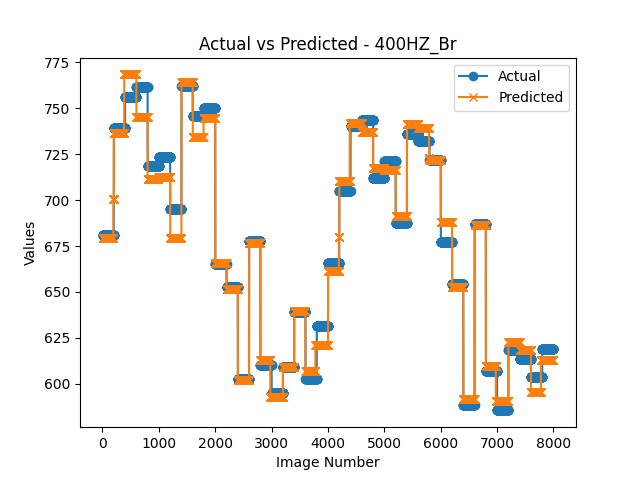 Actual vs Predicted - 400HZ_Br
Actual
Predicted
Values
775
750
725
700
675
650
625
600
0 1000 2000 3000 4000 5000 6000 7000 8000
Image Number